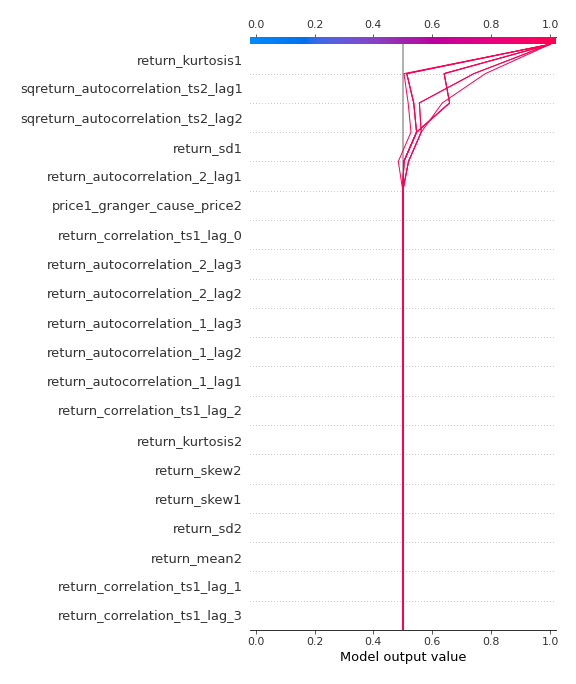 0.0 0.2 0.4 0.6 0.8 1.0
return_kurtosis1
sqreturn_autocorrelation_ts2_lag1
sqreturn_autocorrelation_ts2_lag2
return_sd1
return_autocorrelation_2_lag1
price1_granger_cause_price2
return_correlation_ts1_lag_0
return_autocorrelation_2_lag3
return_autocorrelation_2_lag2
return_autocorrelation_1_lag3
return_autocorrelation_1_lag2
return_autocorrelation_1_lag1
return_correlation_ts1_lag_2
return_kurtosis2
return_skew2
return_skew1
return_sd2
return_mean2
return_correlation_ts1_lag_1
return_correlation_ts1_lag_3
0.0 0.2 0.4 0.6 0.8 1.0
Model output value